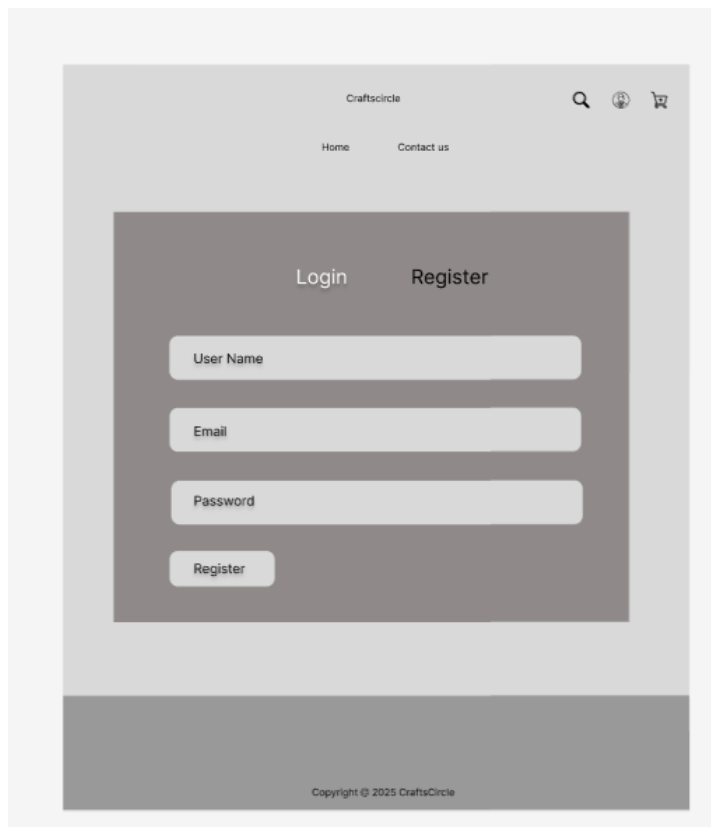 Craftscircle
Home Contact us
Login Register
User Name
Email
Password
Register
Copyright @ 2025 CraftsCircle